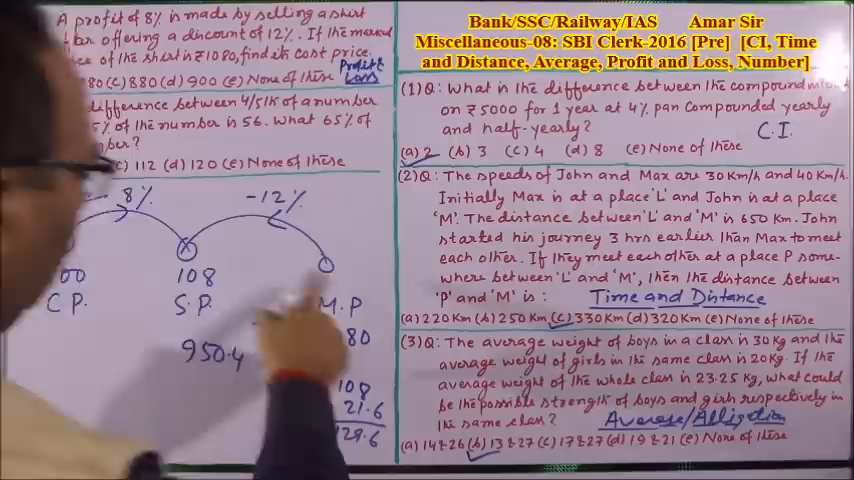 Bank/SSC/Railway/IAS Amar Sir
Miscellaneous-08: SBI Clerk-2016 [Pre] [CI, Time
and Distance, Average, Profit and Loss, Number]
A profit of 8% is made by selling a shirt
offering a discount of 12%. If the marked
of the shirt is ₹1080, find its cost price.
80 (c) 880 (d) 900 (e) None of these Profit & Loss
difference between 4/5th of a number
% of the number is 56. What 65% of
number?
112 (d) 120 (e) None of these
8% -12%
00 108
C P. S.P. M.P
80
950.4
108
21.6
129.6
(1)Q: What is the difference between the compound
on ₹5000 for 1 year at 4% pan compounded yearly
and half-yearly? C.I.
(a) 2 (b) 3 (c) 4 (d) 8 (e) None of these
(2)Q: The speeds of John and Max are 30 Km/h and 40 Km/h.
Initially Max is at a place 'L' and John is at a place
'M'. The distance between 'L' and 'M' is 650 Km. John
started his journey 3 hrs earlier than Max to meet
each other. If they meet each other at a place P some-
where between 'L' and 'M', then the distance between
'P' and 'M' is: Time and Distance
(a) 220 Km (b) 250 Km (c) 330 Km (d) 320 Km (e) None of these
(3)Q: The average weight of boys in a class is 30 Kg and the
average weight of girls in the same class is 20 Kg. If the
average weight of the whole class is 23.25 Kg, what could
be the possible strength of boys and girls respectively in
the same class? Average/Alligation
(a) 14 & 26 (b) 13 & 27 (c) 17 & 27 (d) 19 & 21 (e) None of these